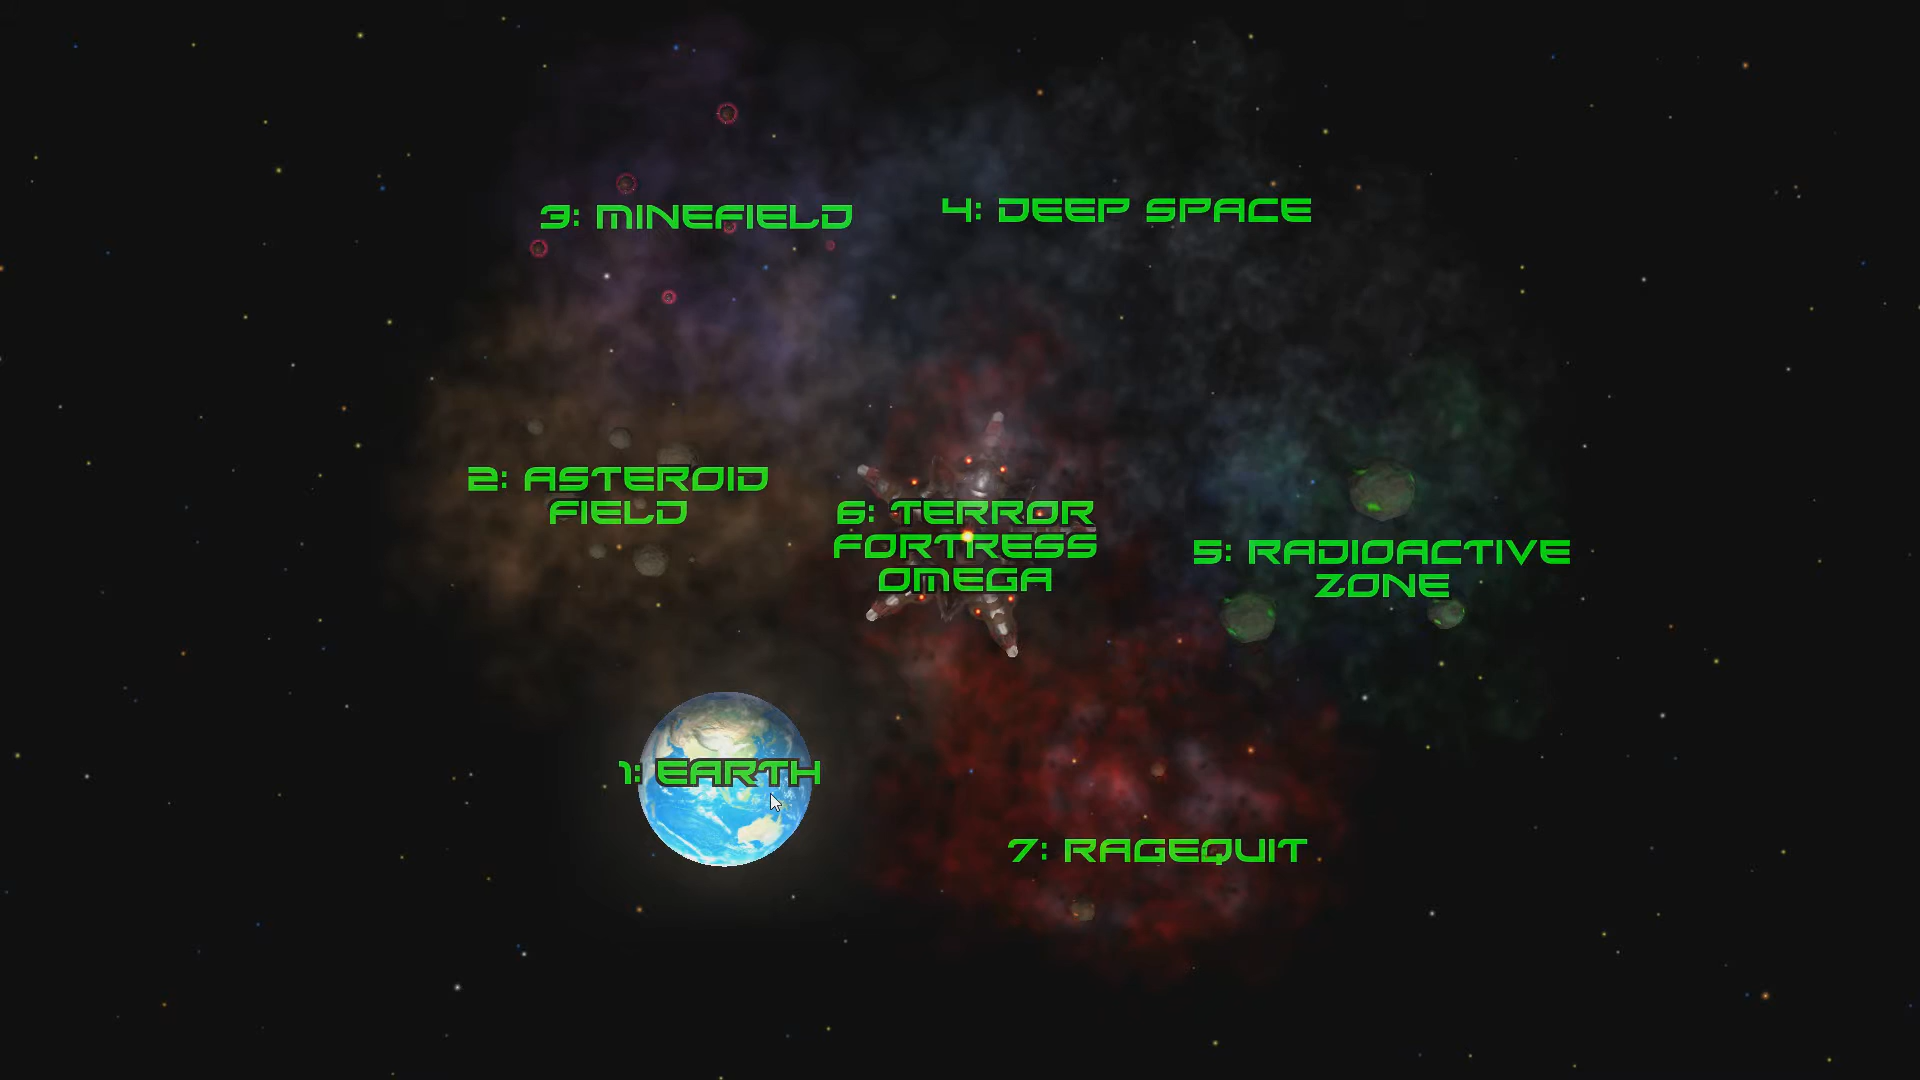 3: MINEFIELD
4: DEEP SPACE
2: ASTEROID
FIELD
6: TERROR
FORTRESS
OMEGA
5: RADIOACTIVE
ZONE
1: EARTH
7: RAGEQUIT